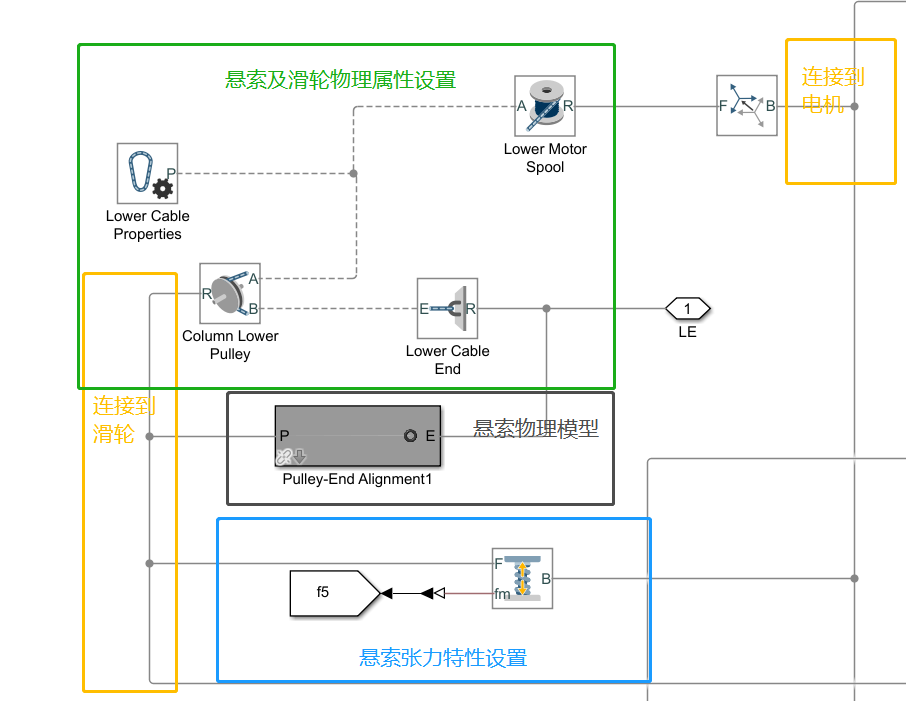 悬索及滑轮物理属性设置
连接到
电机
A
R
F
B
Lower Motor
Spool
P
Lower Cable
Properties
R
A
B
Column Lower
Pulley
E
R
Lower Cable
End
1
LE
连接到
滑轮
P
E
悬索物理模型
Pulley-End Alignment1
F
B
fm
f5
悬索张力特性设置